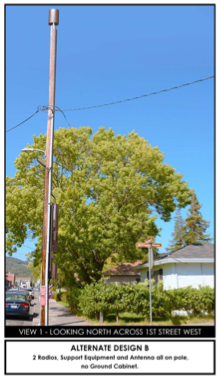 VIEW 1 - LOOKING NORTH ACROSS 1ST STREET WEST
ALTERNATE DESIGN B
2 Radios, Support Equipment and Antenna all on pole,
no Ground Cabinet.